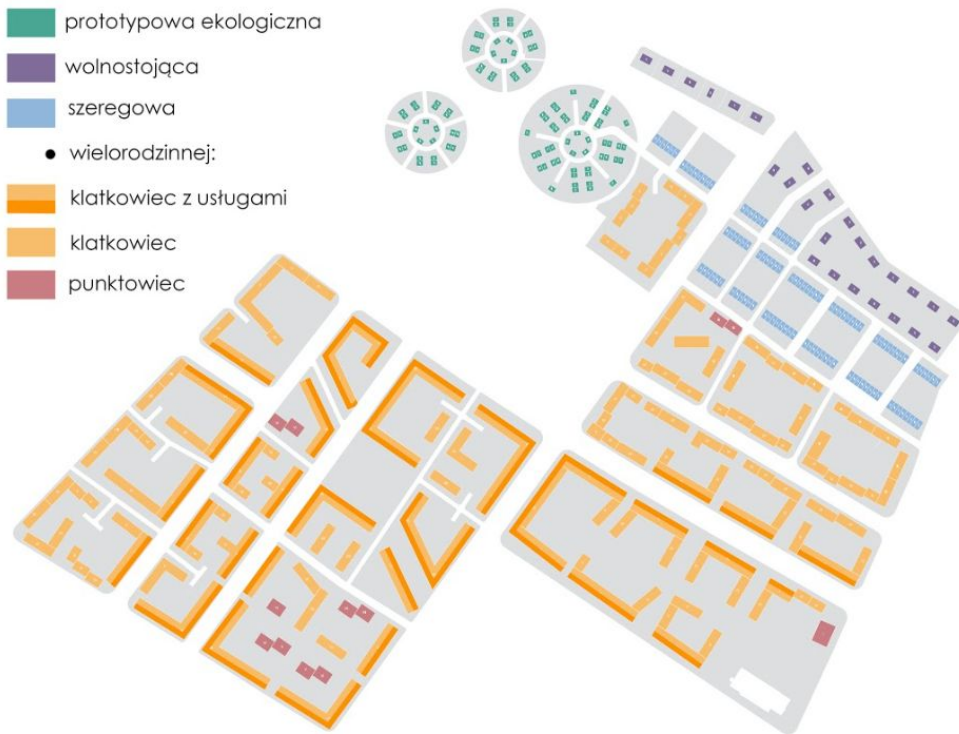 prototypowa ekologiczna
wolnostojąca
szeregowa
• wielorodzinnej:
klatkowiec z usługami
klatkowiec
punktowiec